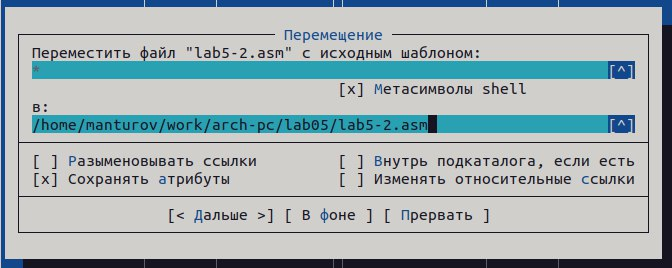 Перемещение
Переместить файл "lab5-2.asm" с исходным шаблоном:
* [^]
[x] Метасимволы shell
в:
/home/manturov/work/arch-pc/lab05/lab5-2.asm [^]
[ ] Разыменовывать ссылки [ ] Внутрь подкаталога, если есть
[x] Сохранять атрибуты [ ] Изменять относительные ссылки
[< Дальше >] [ В фоне ] [ Прервать ]